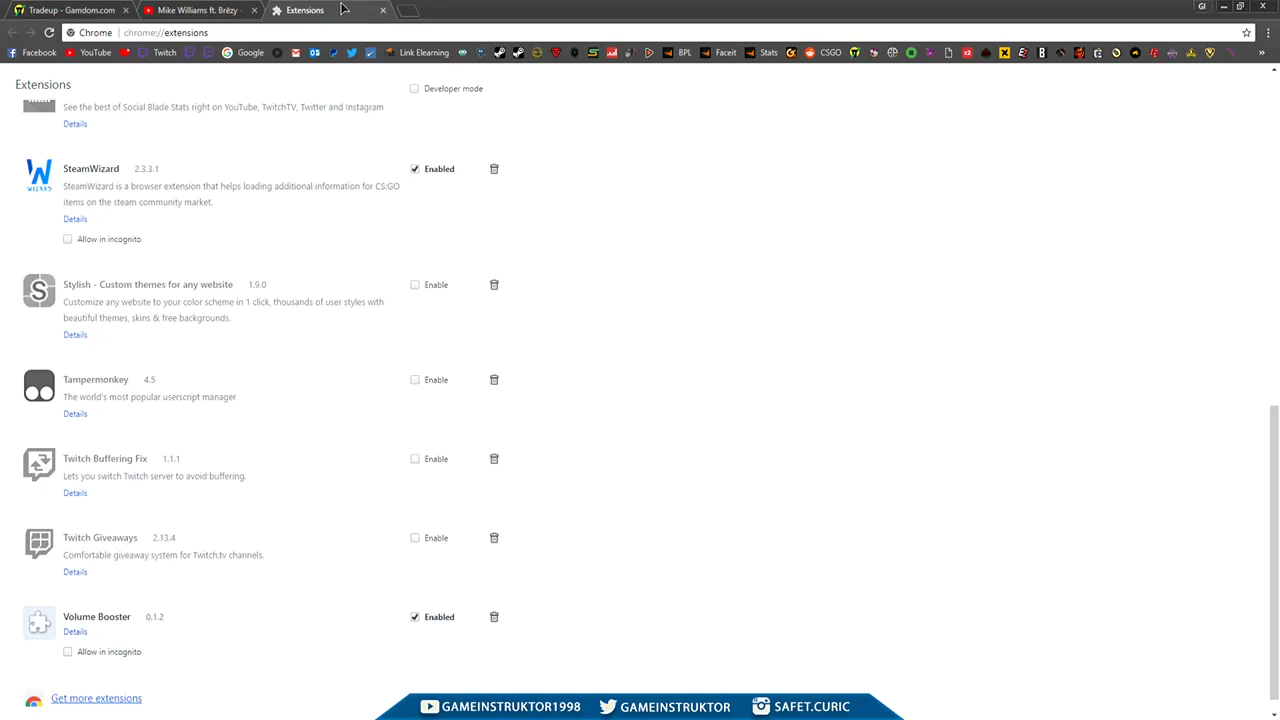 Tradeup - Gamdom.com
Mike Williams ft. Brëzy -
Extensions
GI
Chrome
chrome://extensions
Facebook
YouTube
Twitch
Google
Link Elearning
BPL
Faceit
Stats
CSGO
Extensions
Developer mode
See the best of Social Blade Stats right on YouTube, TwitchTV, Twitter and Instagram
Details
SteamWizard 2.3.3.1
Enabled
SteamWizard is a browser extension that helps loading additional information for CS:GO
items on the steam community market.
Details
Allow in incognito
Stylish - Custom themes for any website 1.9.0
Enable
Customize any website to your color scheme in 1 click, thousands of user styles with
beautiful themes, skins & free backgrounds.
Details
Tampermonkey 4.5
Enable
The world's most popular userscript manager
Details
Twitch Buffering Fix 1.1.1
Enable
Lets you switch Twitch server to avoid buffering.
Details
Twitch Giveaways 2.13.4
Enable
Comfortable giveaway system for Twitch.tv channels.
Details
Volume Booster 0.1.2
Enabled
Details
Allow in incognito
Get more extensions
GAMEINSTRUKTOR1998
GAMEINSTRUKTOR
SAFET.CURIC